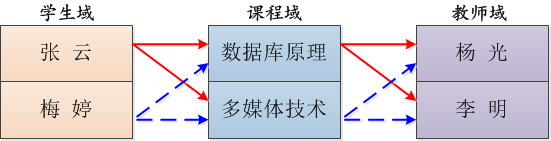 学生域 课程域 教师域
张 云 数据库原理 杨 光
梅 婷 多媒体技术 李 明